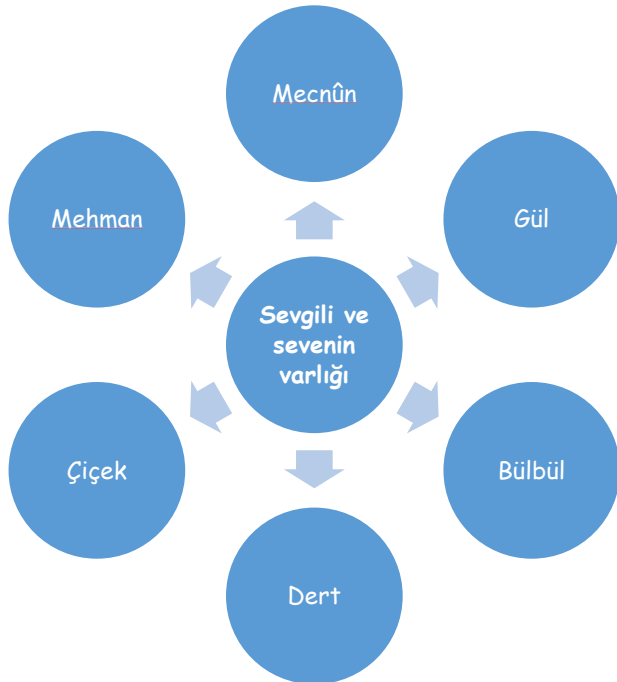 Mecnûn
Mehman
Gül
Sevgili ve
sevenin
varlığı
Çiçek
Bülbül
Dert